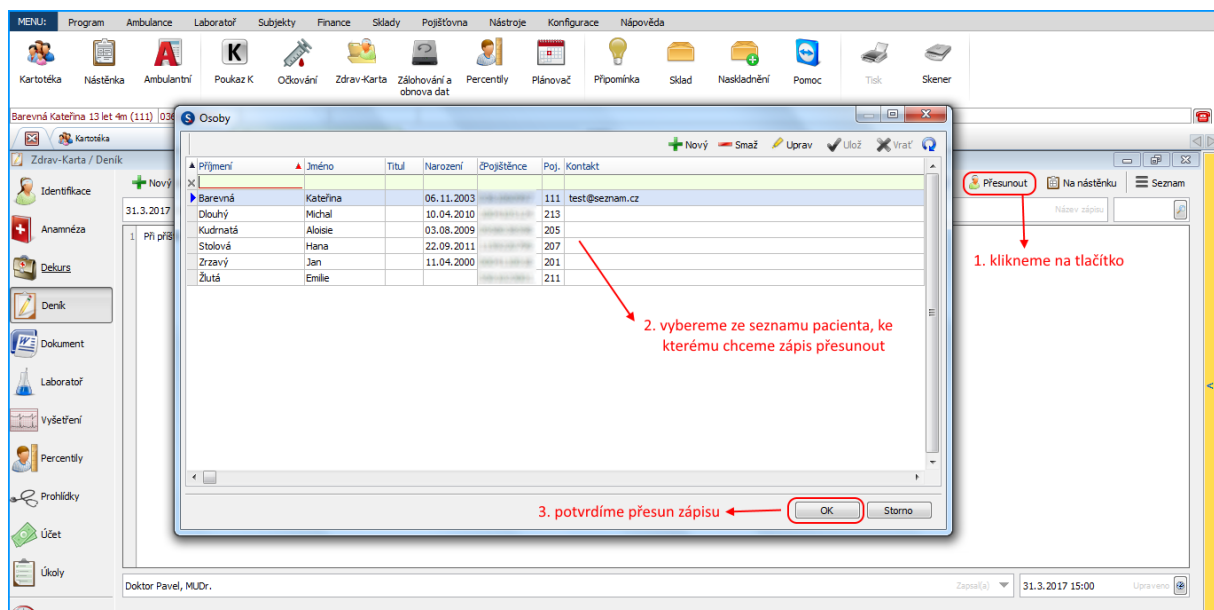 MENU: Program Ambulance Laboratoř Subjekty Finance Sklady Pojišťovna Nástroje Konfigurace Nápověda
Kartotéka Nástěnka Ambulantní Poukaz K Očkování Zdrav-Karta Zálohování a obnova dat Percentily Plánovač Připomínka Sklad Naskladnění Pomoc Tisk Skener
Barevná Kateřina 13 let 4m (111)
Kartotéka
Zdrav-Karta / Deník
Nový
Přesunout Na nástěnku Seznam
31.3.2017
Název zápisu
1 Při
Identifikace
Anamnéza
Dekurs
Deník
Dokument
Laboratoř
Vyšetření
Percentily
Prohlídky
Účet
Úkoly
Osoby
Nový Smaž Uprav Ulož Vrať
Příjmení Jméno Titul Narození čPojištěnce Poj. Kontakt
Barevná Kateřina 06.11.2003 111 test@seznam.cz
Dlouhý Michal 10.04.2010 213
Kudrnatá Aloisie 03.08.2009 205
Stolová Hana 22.09.2011 207
Zrzavý Jan 11.04.2000 201
Žlutá Emilie 211
1. klikneme na tlačítko
2. vybereme ze seznamu pacienta, ke
kterému chceme zápis přesunout
3. potvrdíme přesun zápisu
OK Storno
Doktor Pavel, MUDr.
Zapsal(a) 31.3.2017 15:00 Upraveno